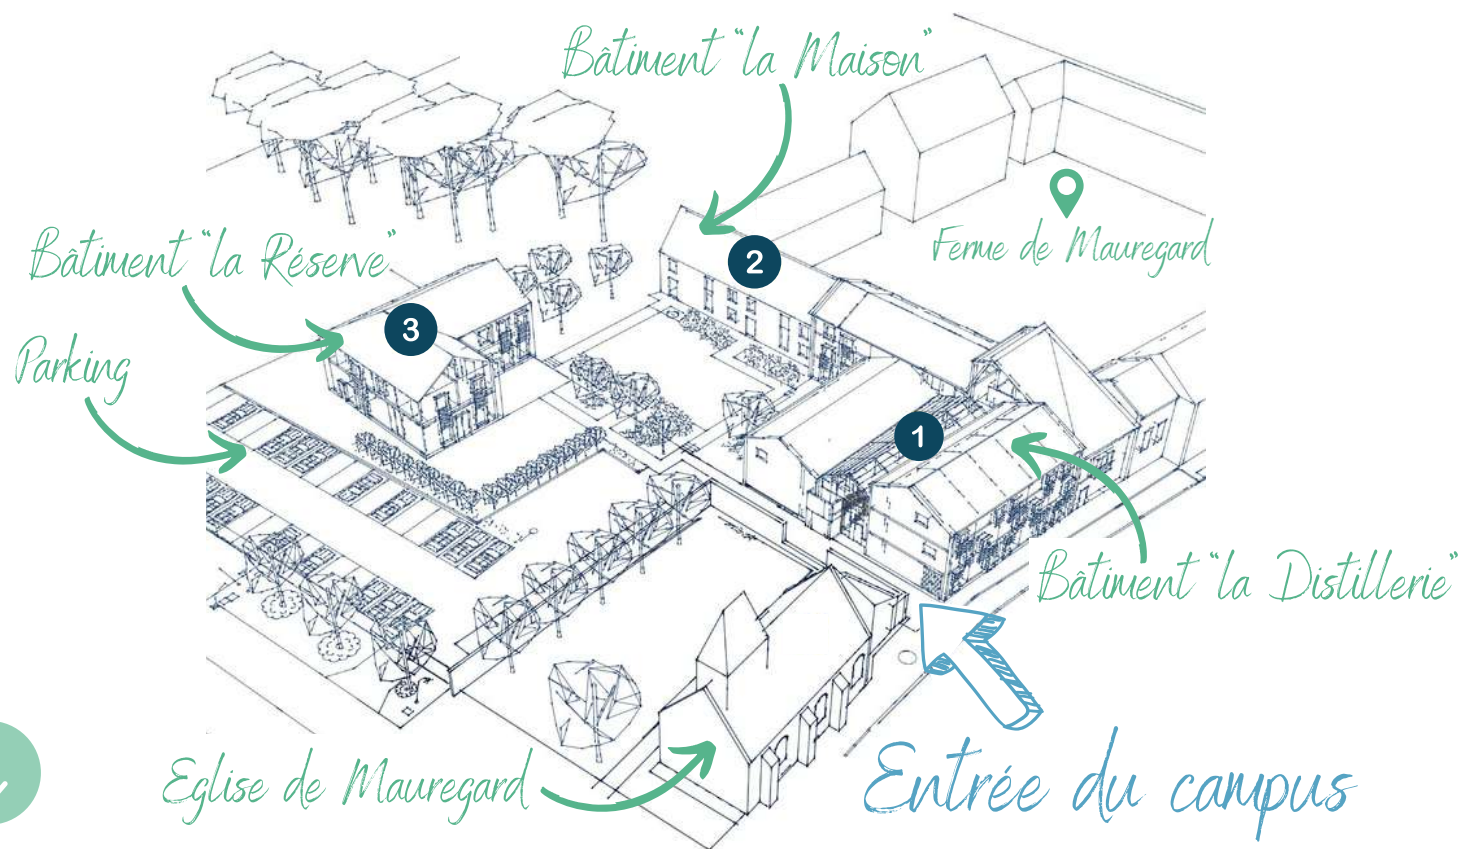 Bâtiment "la Maison"
2
Ferme de Mauregard
Bâtiment "la Réserve"
3
Parking
1
Bâtiment "la Distillerie"
Eglise de Mauregard
Entrée du campus